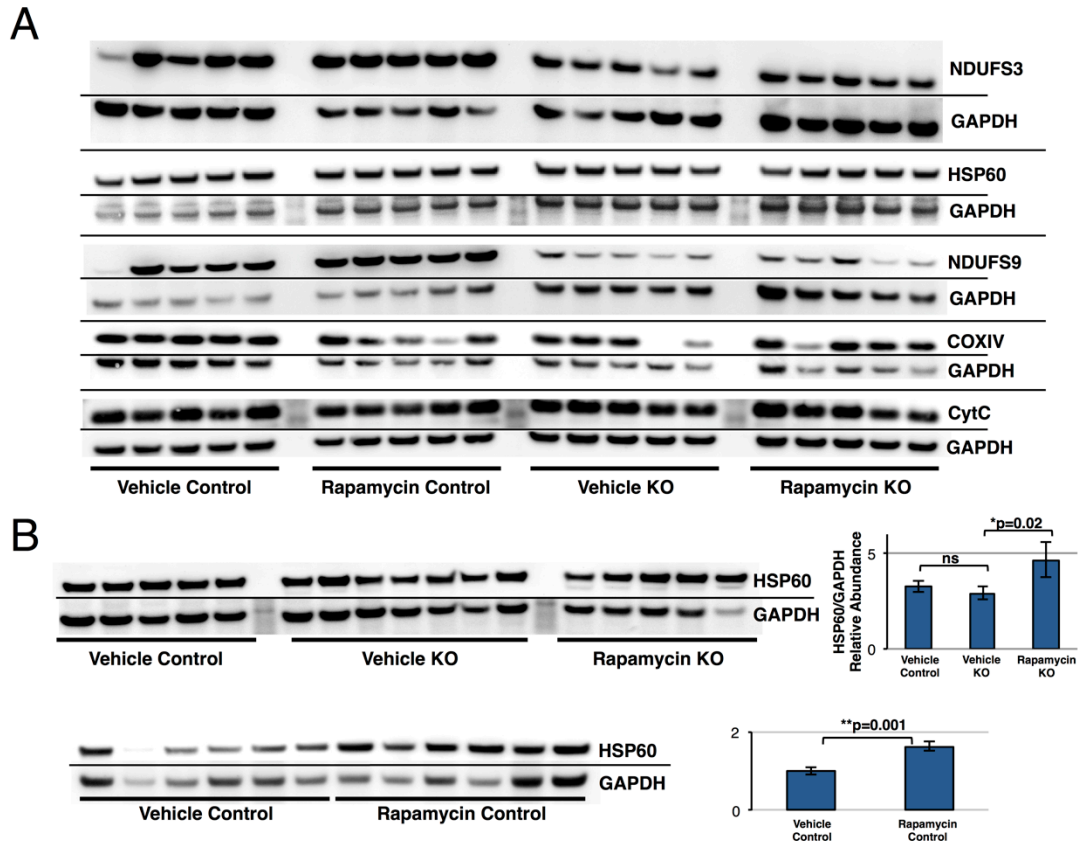 A
NDUFS3
GAPDH
HSP60
GAPDH
NDUFS9
GAPDH
COXIV
GAPDH
CytC
GAPDH
Vehicle Control Rapamycin Control Vehicle KO Rapamycin KO
B
HSP60
GAPDH
Vehicle Control Vehicle KO Rapamycin KO
HSP60/GAPDH
Relative Abundance
5
0
ns
*p=0.02
Vehicle
Control
Vehicle
KO
Rapamycin
KO
HSP60
GAPDH
Vehicle Control Rapamycin Control
2
0
**p=0.001
Vehicle
Control
Rapamycin
Control